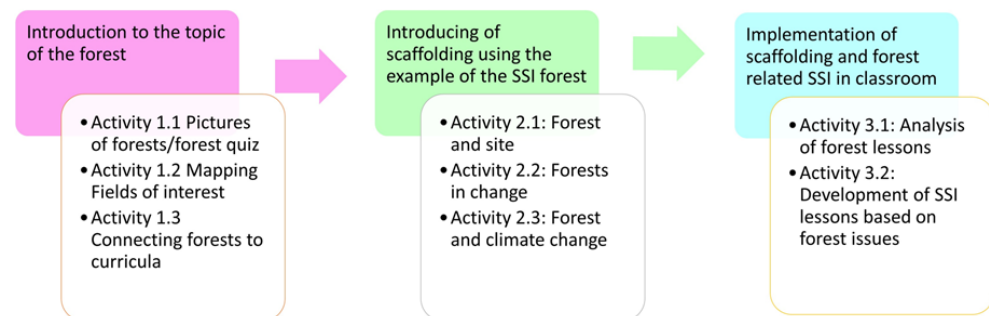 Introduction to the topic
of the forest
•Activity 1.1 Pictures
of forests/forest quiz
•Activity 1.2 Mapping
Fields of interest
•Activity 1.3
Connecting forests to
curricula
Introducing of
scaffolding using the
example of the SSI forest
•Activity 2.1: Forest
and site
•Activity 2.2: Forests
in change
•Activity 2.3: Forest
and climate change
Implementation of
scaffolding and forest
related SSI in classroom
•Activity 3.1: Analysis
of forest lessons
•Activity 3.2:
Development of SSI
lessons based on
forest issues